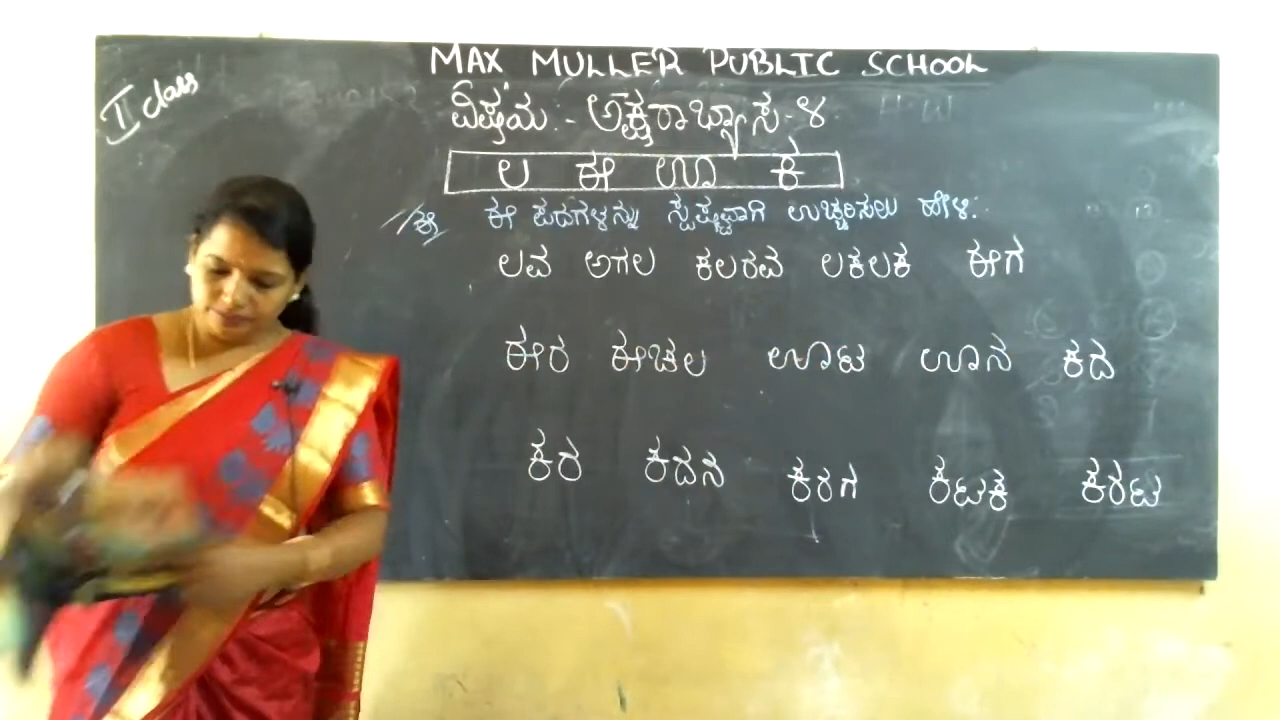 MAX MULLER PUBLIC SCHOOL
II class
ವಿಷಯ:- ಅಕ್ಷರಾಭ್ಯಾಸ-೪
ಲ ಈ ಊ ಕ
ಈ ಈ ಪದಗಳನ್ನು ಸ್ಪಷ್ಟವಾಗಿ ಉಚ್ಚರಿಸಲು ಹೇಳಿ:
ಲವ ಅಗಲ ಕಲರವ ಲಕಲಕ ಈಗ
ಈರ ಈಚಲ ಊಟ ಊನ ಕದ
ಕರ ಕದನ ಕರಗ ಕಟಕ ಕರಟ